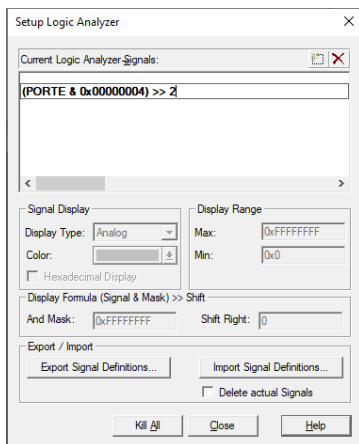 Setup Logic Analyzer
Current Logic Analyzer Signals:
(PORTE & 0x00000004) >> 2
Signal Display
Display Range
Display Type: Analog
Max: 0xFFFFFFFF
Color:
Min: 0x0
Hexadecimal Display
Display Formula (Signal & Mask) >> Shift
And Mask: 0xFFFFFFFF
Shift Right: 0
Export / Import
Export Signal Definitions...
Import Signal Definitions...
Delete actual Signals
Kill All
Close
Help